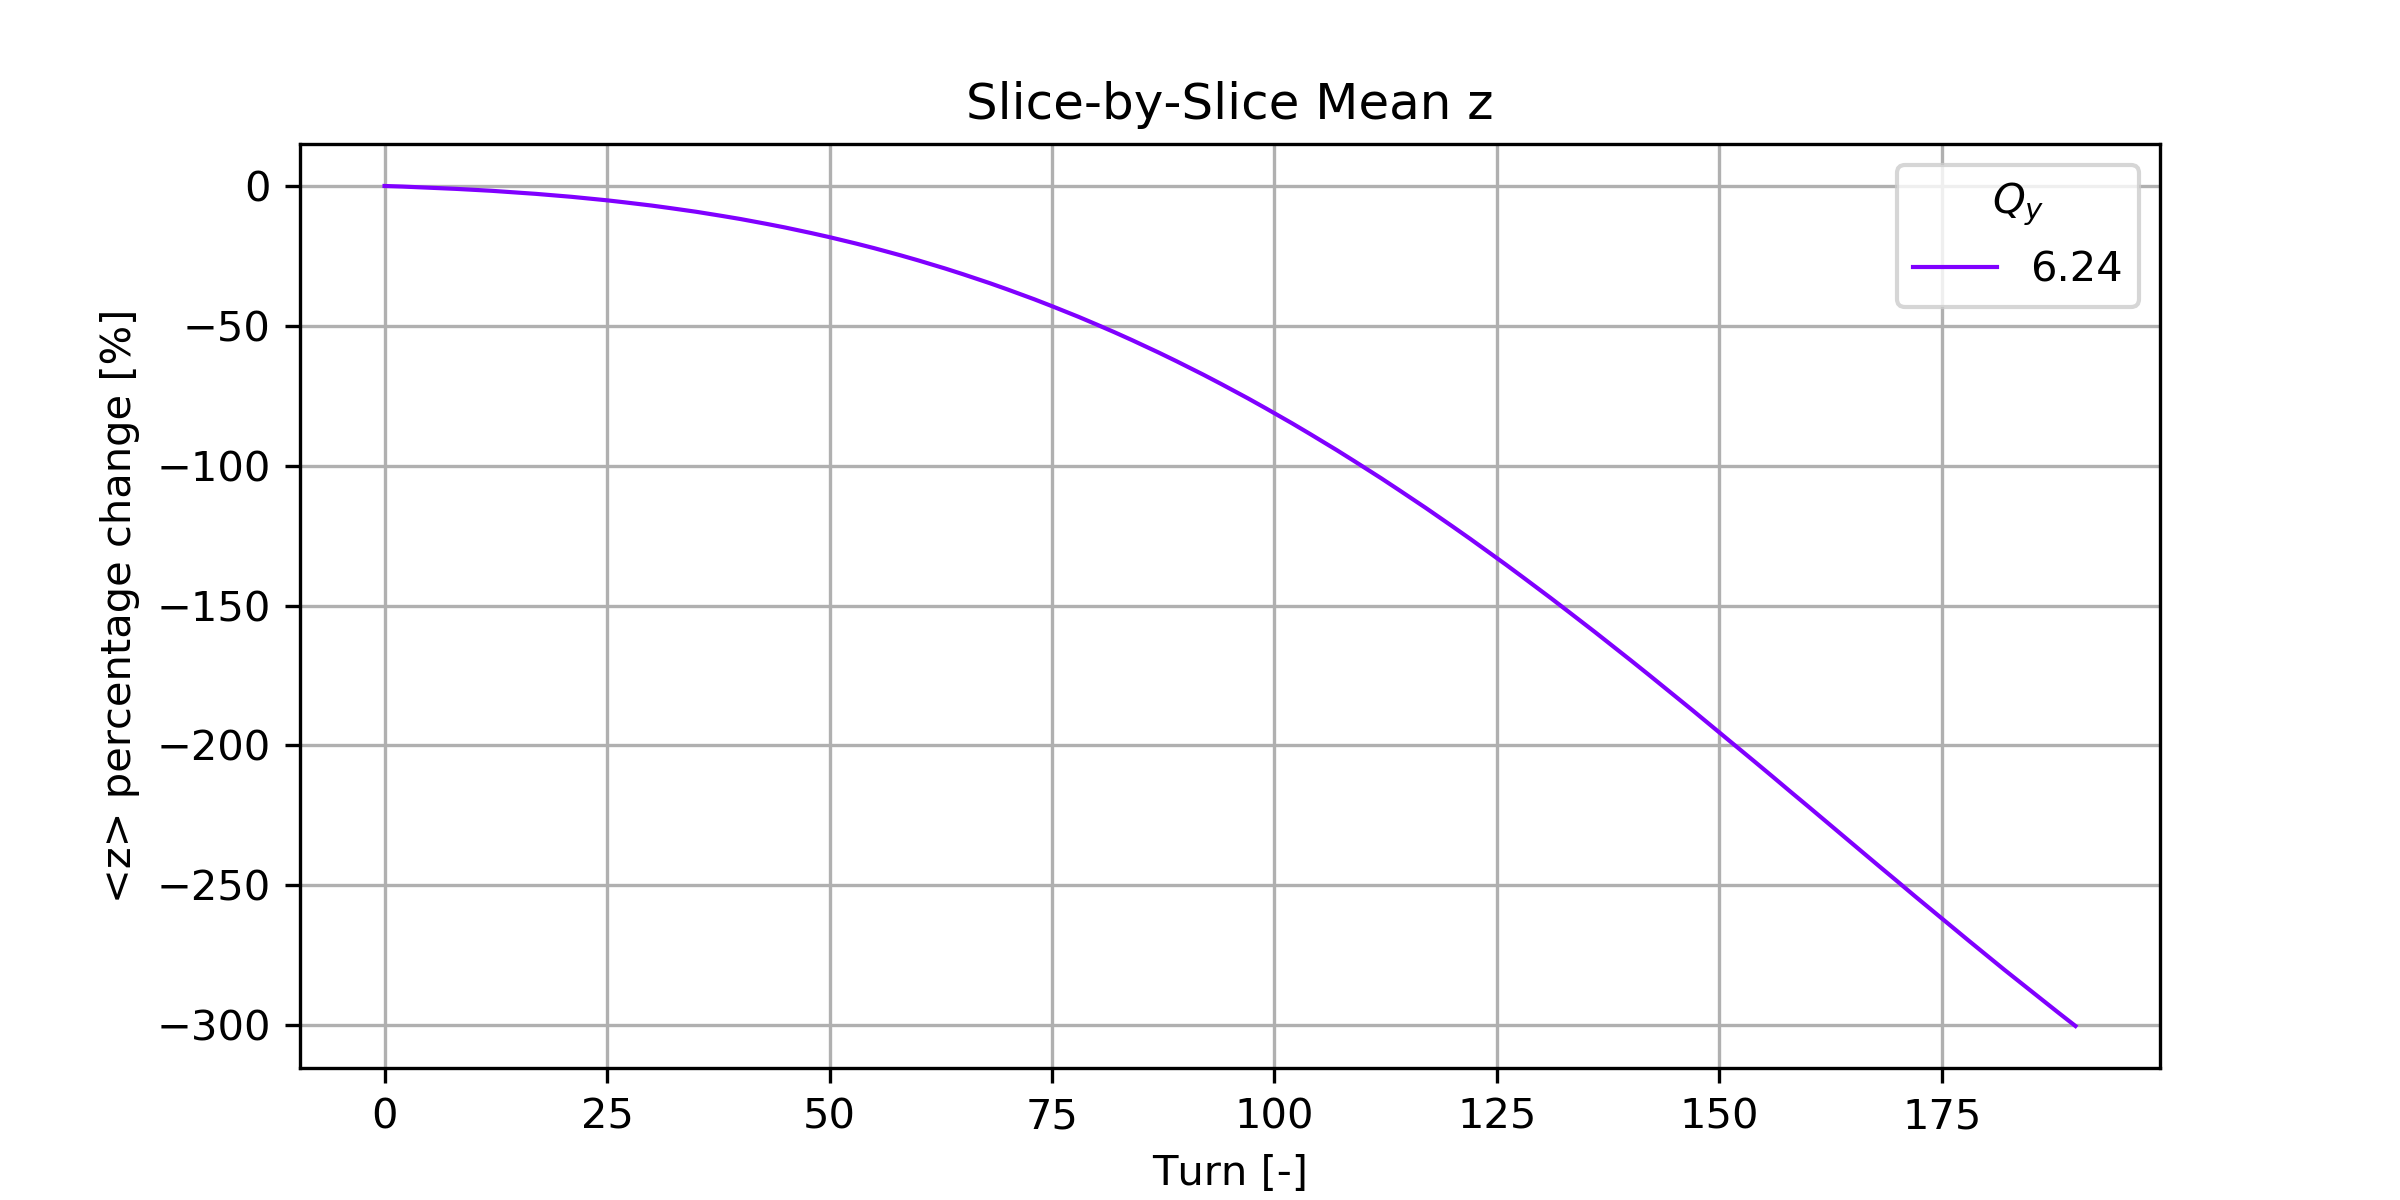 Slice-by-Slice Mean z
<z> percentage change [%]
0
−50
−100
−150
−200
−250
−300
Q_y
6.24
0 25 50 75 100 125 150 175
Turn [-]